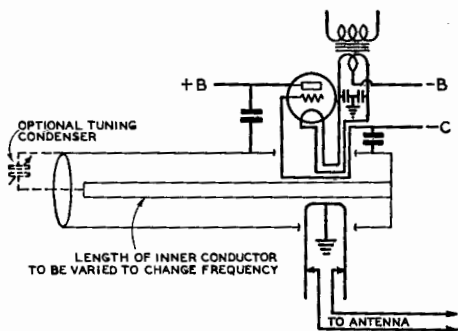 +B
-B
-C
OPTIONAL TUNING
CONDENSER
LENGTH OF INNER CONDUCTOR
TO BE VARIED TO CHANGE FREQUENCY
TO ANTENNA